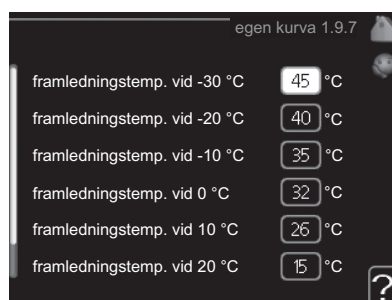 egen kurva 1.9.7
framledningstemp. vid -30 °C 45 °C
framledningstemp. vid -20 °C 40 °C
framledningstemp. vid -10 °C 35 °C
framledningstemp. vid 0 °C 32 °C
framledningstemp. vid 10 °C 26 °C
framledningstemp. vid 20 °C 15 °C
?